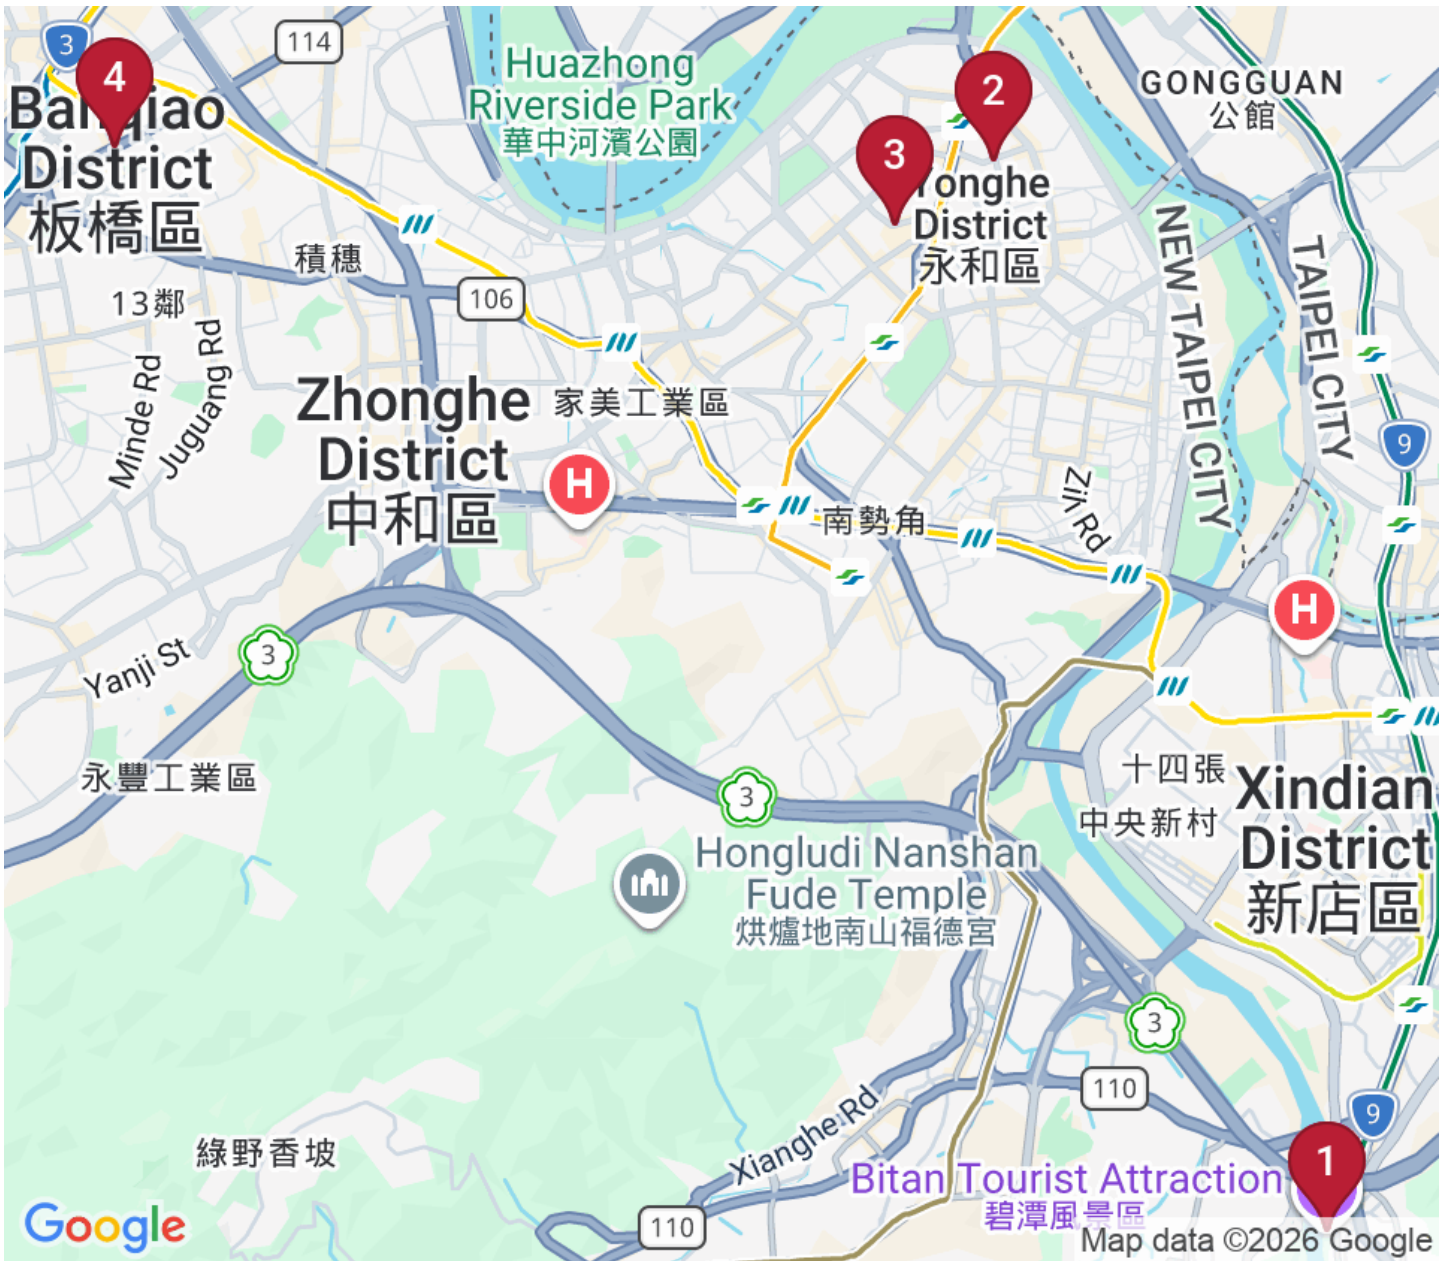 3
114
4
Banqiao
District
板橋區
Huazhong
Riverside Park
華中河濱公園
2
3
Yonghe
District
永和區
GONGGUAN
公館
NEW TAIPEI CITY
TAIPEI CITY
積穗
13鄰
106
Minde Rd
Juguang Rd
Zhonghe
District
中和區
家美工業區
H
南勢角
9
H
Yanji St
3
永豐工業區
3
十四張
中央新村
Xindian
District
新店區
Hongludi Nanshan
Fude Temple
烘爐地南山福德宮
3
110
9
Xianghe Rd
綠野香坡
1
Bitan Tourist Attraction
碧潭風景區
110
Google
Map data ©2026 Google